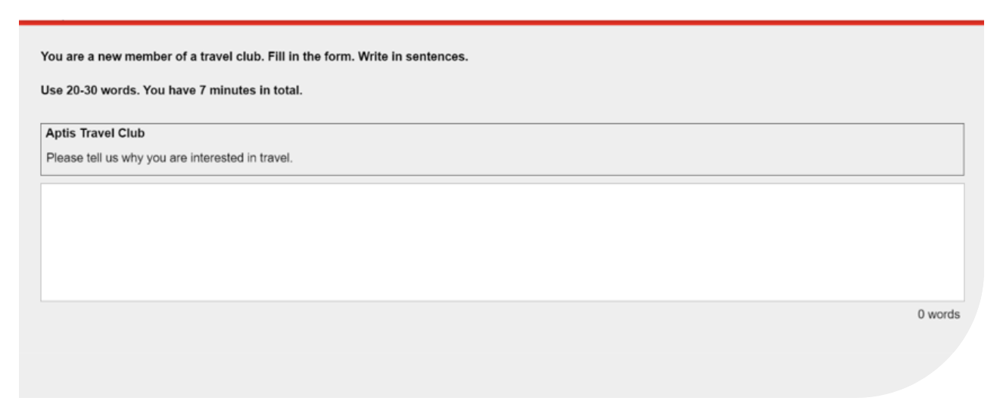 You are a new member of a travel club. Fill in the form. Write in sentences.
Use 20-30 words. You have 7 minutes in total.
Aptis Travel Club
Please tell us why you are interested in travel.
0 words